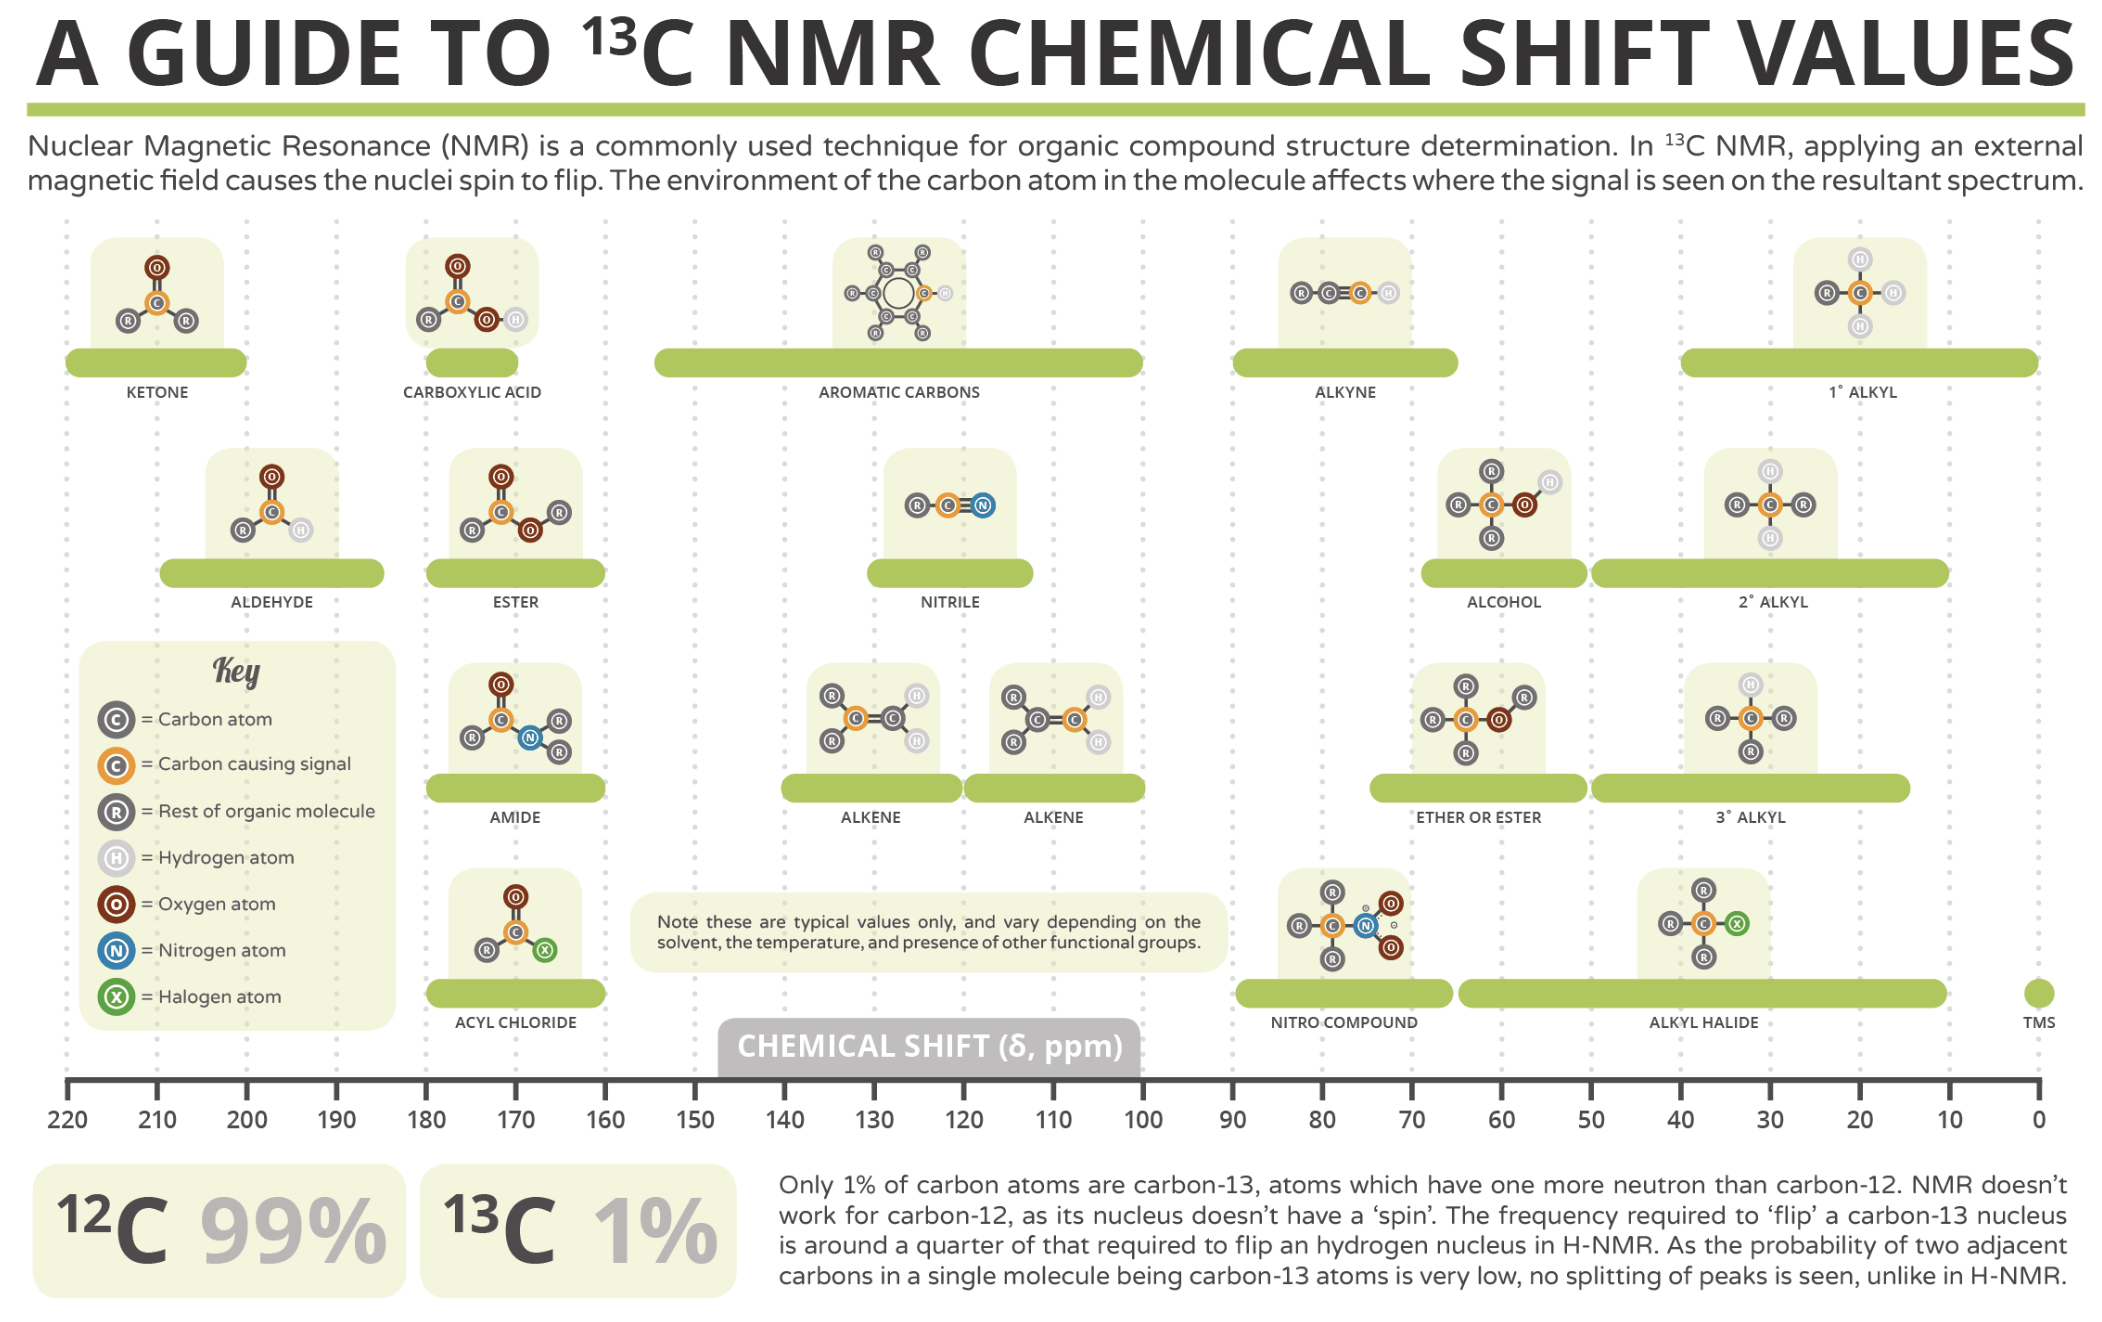 A GUIDE TO ¹³C NMR CHEMICAL SHIFT VALUES
Nuclear Magnetic Resonance (NMR) is a commonly used technique for organic compound structure determination. In ¹³C NMR, applying an external
magnetic field causes the nuclei spin to flip. The environment of the carbon atom in the molecule affects where the signal is seen on the resultant spectrum.
O C R R
KETONE
O C R O H
CARBOXYLIC ACID
R R R C C C C C C H R R
AROMATIC CARBONS
R C C H
ALKYNE
H R C H H
1° ALKYL
O C R H
ALDEHYDE
O C R O R
ESTER
R C N
NITRILE
R H R C O R
ALCOHOL
H R C R H
2° ALKYL
O C R N R R
AMIDE
R H C C R H
ALKENE
R H C C R H
ALKENE
R R R C O R
ETHER OR ESTER
H R C R R
3° ALKYL
Key
C = Carbon atom
C = Carbon causing signal
R = Rest of organic molecule
H = Hydrogen atom
O = Oxygen atom
N = Nitrogen atom
X = Halogen atom
O C R X
ACYL CHLORIDE
Note these are typical values only, and vary depending on the
solvent, the temperature, and presence of other functional groups.
R O R C N R O
NITRO COMPOUND
R R C X R
ALKYL HALIDE
TMS
CHEMICAL SHIFT (δ, ppm)
220 210 200 190 180 170 160 150 140 130 120 110 100 90 80 70 60 50 40 30 20 10 0
¹²C 99%
¹³C 1%
Only 1% of carbon atoms are carbon-13, atoms which have one more neutron than carbon-12. NMR doesn't
work for carbon-12, as its nucleus doesn't have a 'spin'. The frequency required to 'flip' a carbon-13 nucleus
is around a quarter of that required to flip an hydrogen nucleus in H-NMR. As the probability of two adjacent
carbons in a single molecule being carbon-13 atoms is very low, no splitting of peaks is seen, unlike in H-NMR.